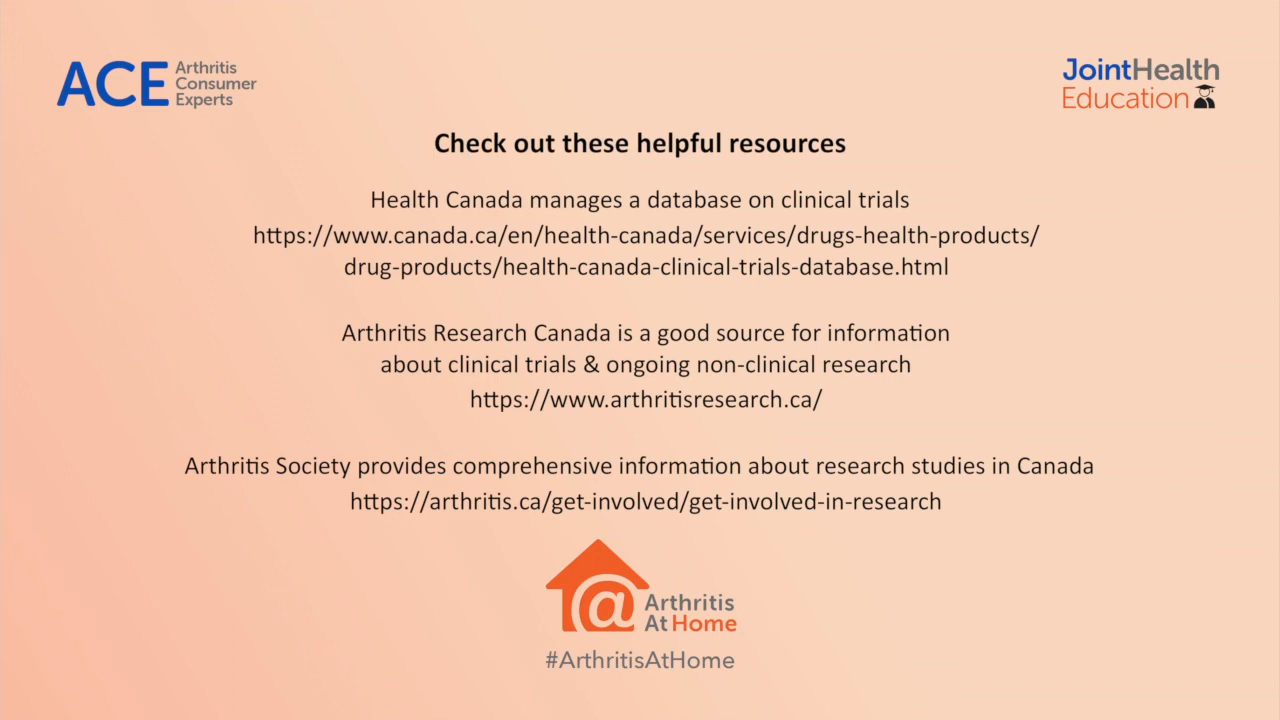 ACE Arthritis
Consumer
Experts
JointHealth
Education
Check out these helpful resources
Health Canada manages a database on clinical trials
https://www.canada.ca/en/health-canada/services/drugs-health-products/
drug-products/health-canada-clinical-trials-database.html
Arthritis Research Canada is a good source for information
about clinical trials & ongoing non-clinical research
https://www.arthritisresearch.ca/
Arthritis Society provides comprehensive information about research studies in Canada
https://arthritis.ca/get-involved/get-involved-in-research
@ Arthritis
At Home
#ArthritisAtHome